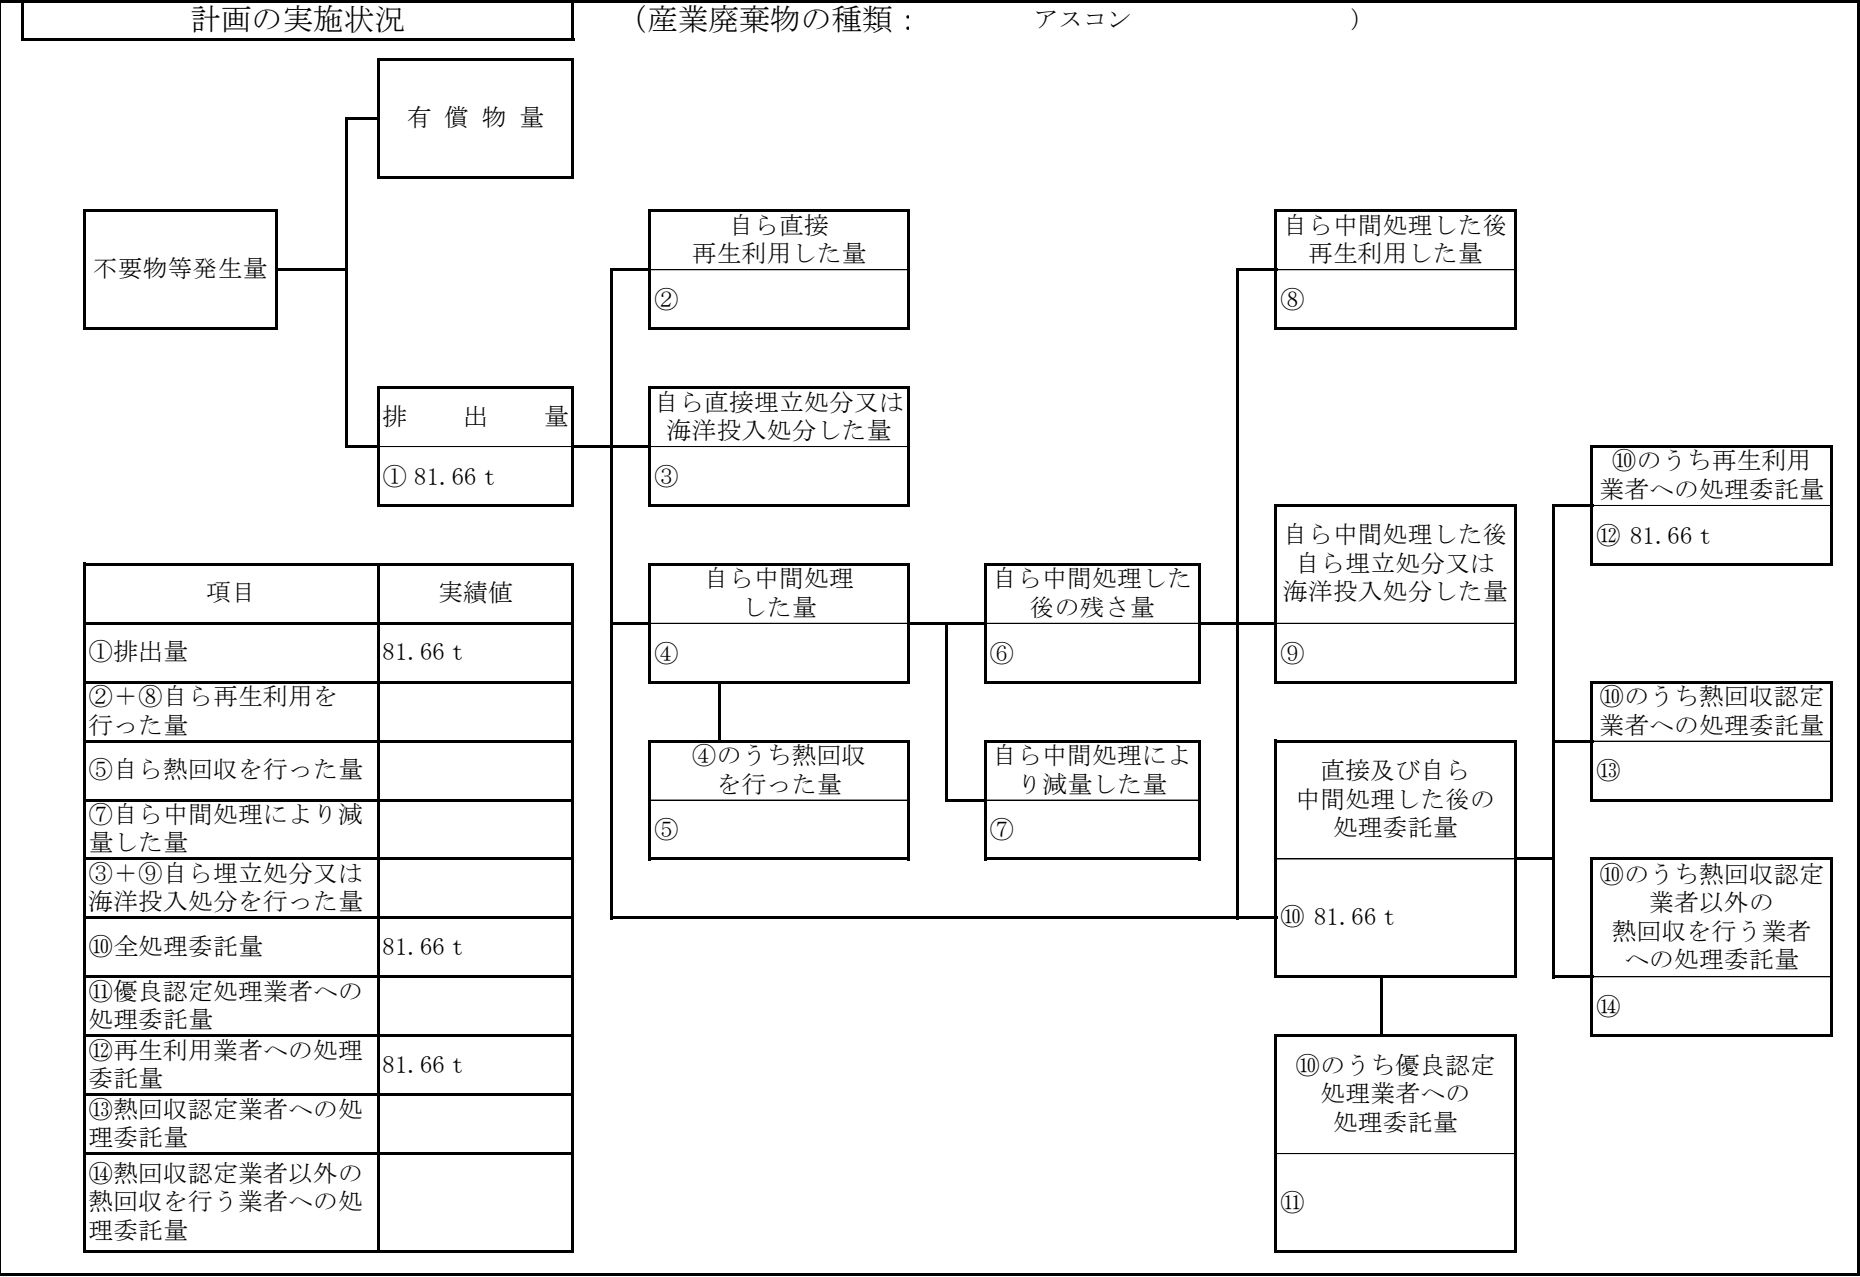 計画の実施状況
(産業廃棄物の種類: アスコン )
有償物量
不要物等発生量
自ら直接
再生利用した量
②
自ら中間処理した後
再生利用した量
⑧
排出量
① 81.66 t
自ら直接埋立処分又は
海洋投入処分した量
③
⑩のうち再生利用
業者への処理委託量
⑫ 81.66 t
自ら中間処理
した量
④
自ら中間処理した
後の残さ量
⑥
自ら中間処理した後
自ら埋立処分又は
海洋投入処分した量
⑨
⑩のうち熱回収認定
業者への処理委託量
⑬
④のうち熱回収
を行った量
⑤
自ら中間処理によ
り減量した量
⑦
直接及び自ら
中間処理した後の
処理委託量
⑩ 81.66 t
⑩のうち熱回収認定
業者以外の
熱回収を行う業者
への処理委託量
⑭
⑩のうち優良認定
処理業者への
処理委託量
⑪
項目 実績値
①排出量 81.66 t
②+⑧自ら再生利用を
行った量
⑤自ら熱回収を行った量
⑦自ら中間処理により減
量した量
③+⑨自ら埋立処分又は
海洋投入処分を行った量
⑩全処理委託量 81.66 t
⑪優良認定処理業者への
処理委託量
⑫再生利用業者への処理
委託量 81.66 t
⑬熱回収認定業者への処
理委託量
⑭熱回収認定業者以外の
熱回収を行う業者への処
理委託量